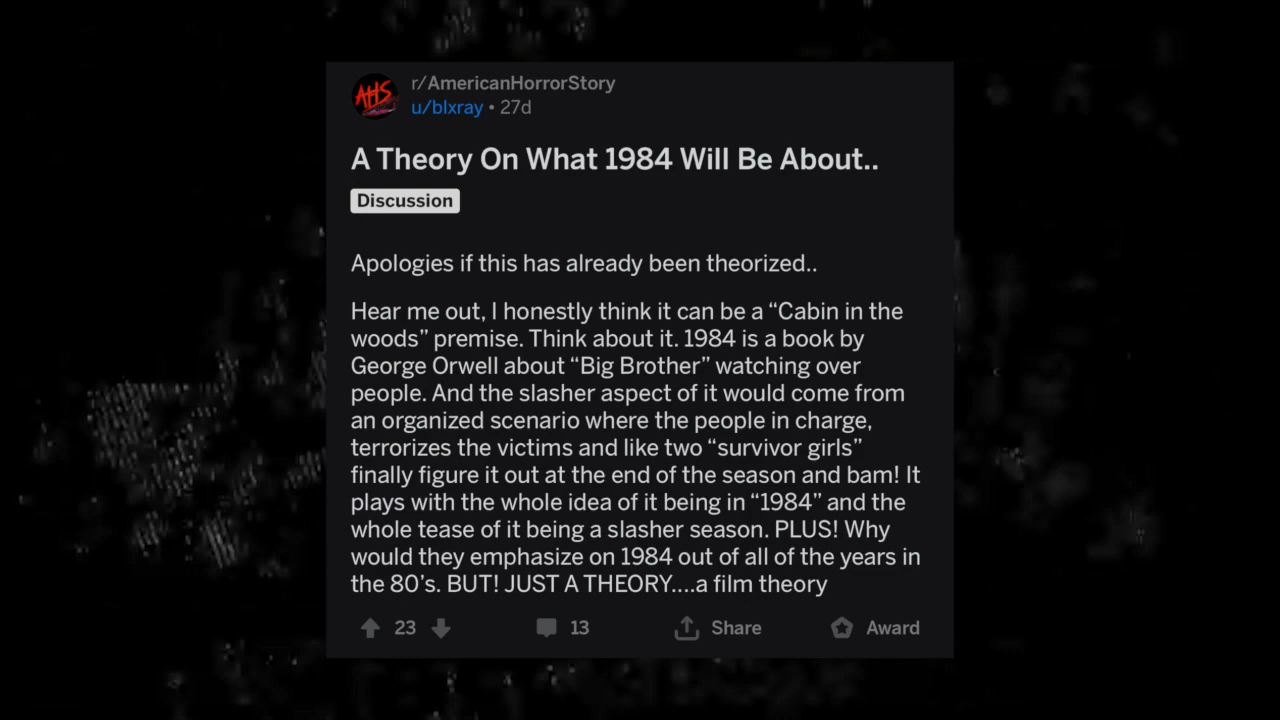 AHS
r/AmericanHorrorStory
u/blxray • 27d
A Theory On What 1984 Will Be About..
Discussion
Apologies if this has already been theorized..
Hear me out, I honestly think it can be a “Cabin in the
woods” premise. Think about it. 1984 is a book by
George Orwell about “Big Brother” watching over
people. And the slasher aspect of it would come from
an organized scenario where the people in charge,
terrorizes the victims and like two “survivor girls”
finally figure it out at the end of the season and bam! It
plays with the whole idea of it being in “1984” and the
whole tease of it being a slasher season. PLUS! Why
would they emphasize on 1984 out of all of the years in
the 80’s. BUT! JUST A THEORY....a film theory
23 13 Share Award